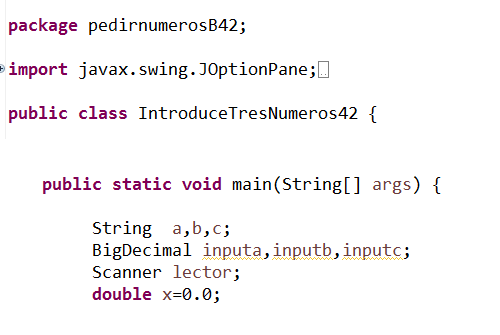 package pedirnumerosB42;
import javax.swing.JOptionPane;
public class IntroduceTresNumeros42 {
public static void main(String[] args) {
String  a,b,c;
BigDecimal inputa,inputb,inputc;
Scanner lector;
double x=0.0;